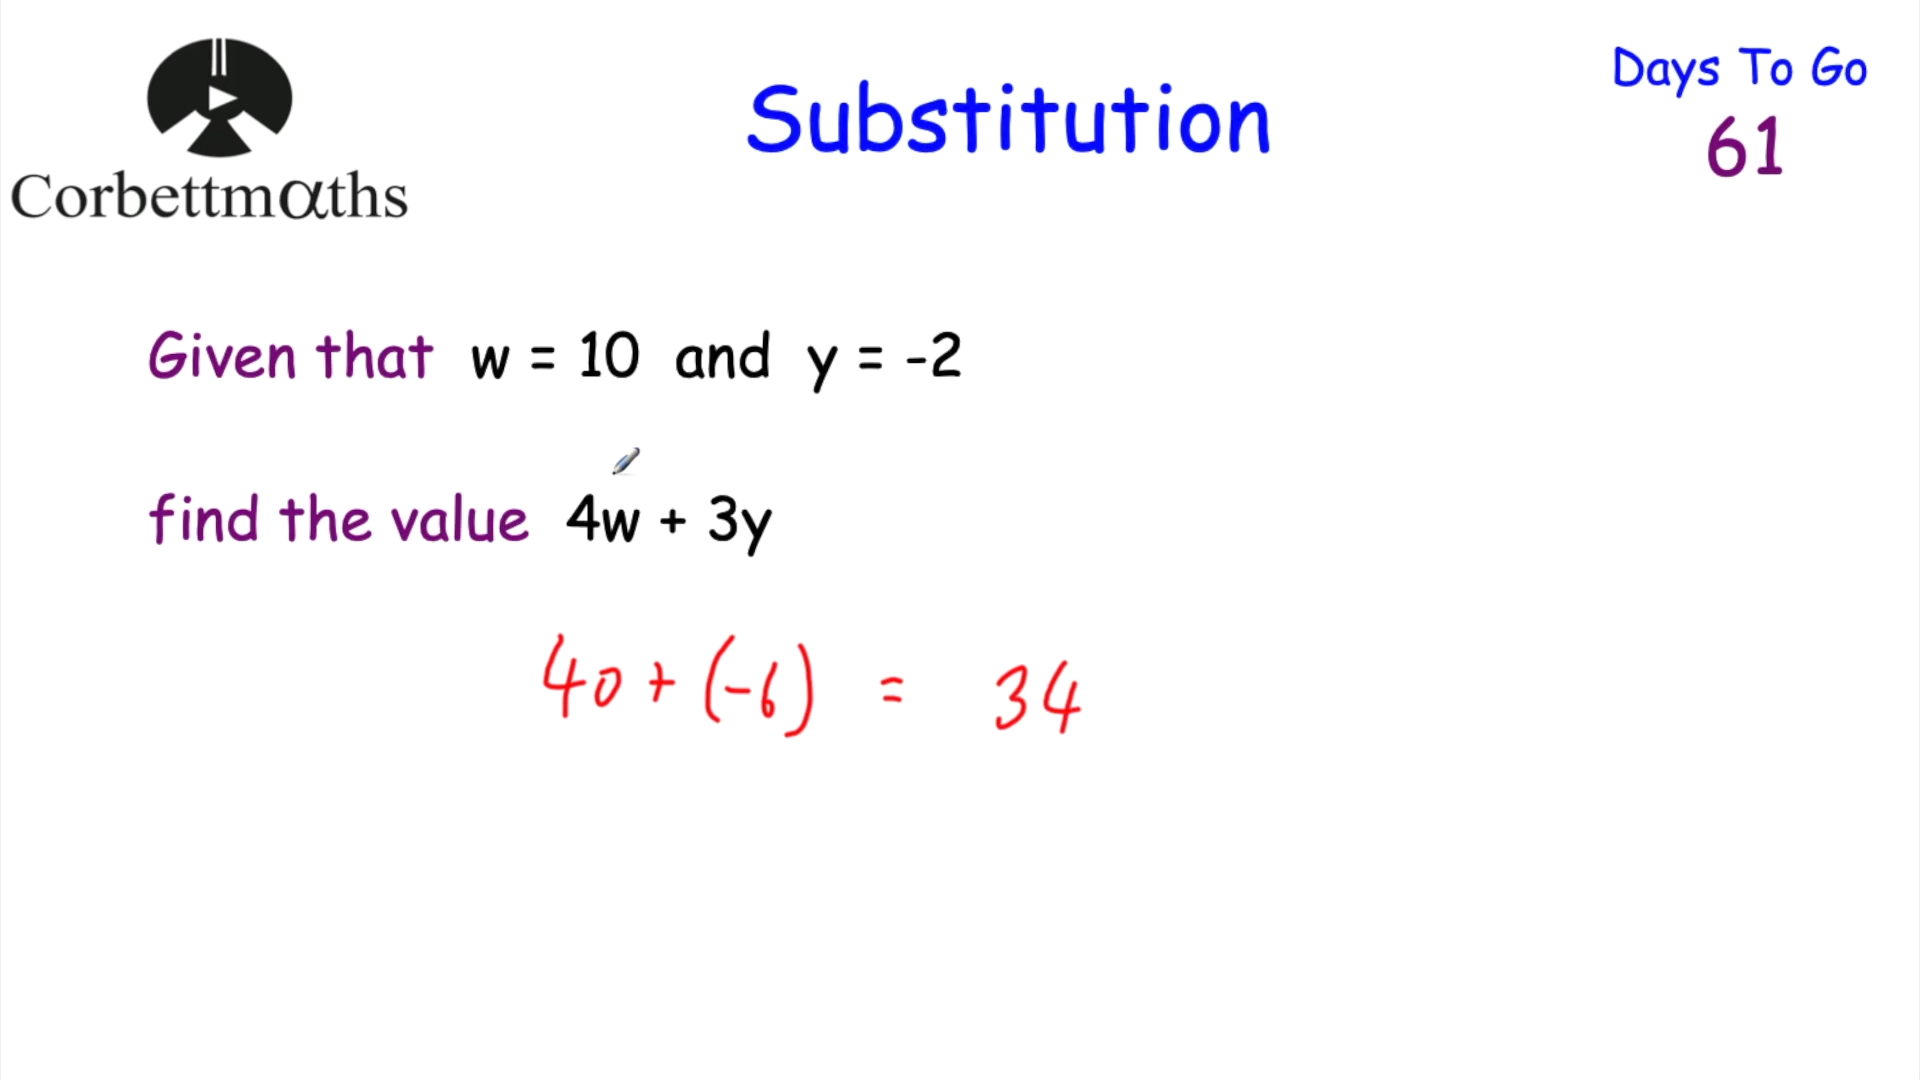 Corbettmαths
Substitution
Days To Go
61
Given that w = 10 and y = -2
find the value 4w + 3y
40 + (-6) = 34